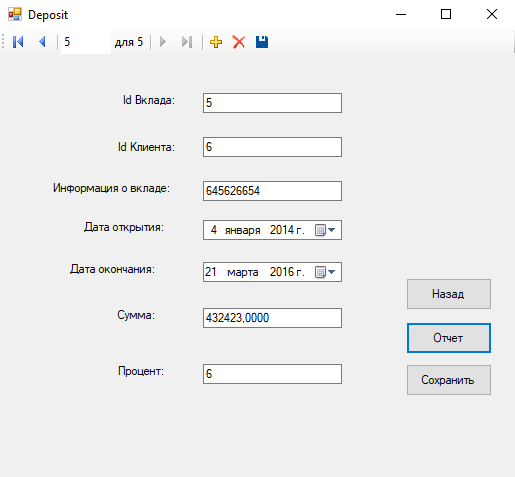 Deposit
5 для 5
Id Вклада: 5
Id Клиента: 6
Информация о вкладе: 645626654
Дата открытия: 4 января 2014 г.
Дата окончания: 21 марта 2016 г.
Назад
Сумма: 432423,0000
Отчет
Процент: 6
Сохранить